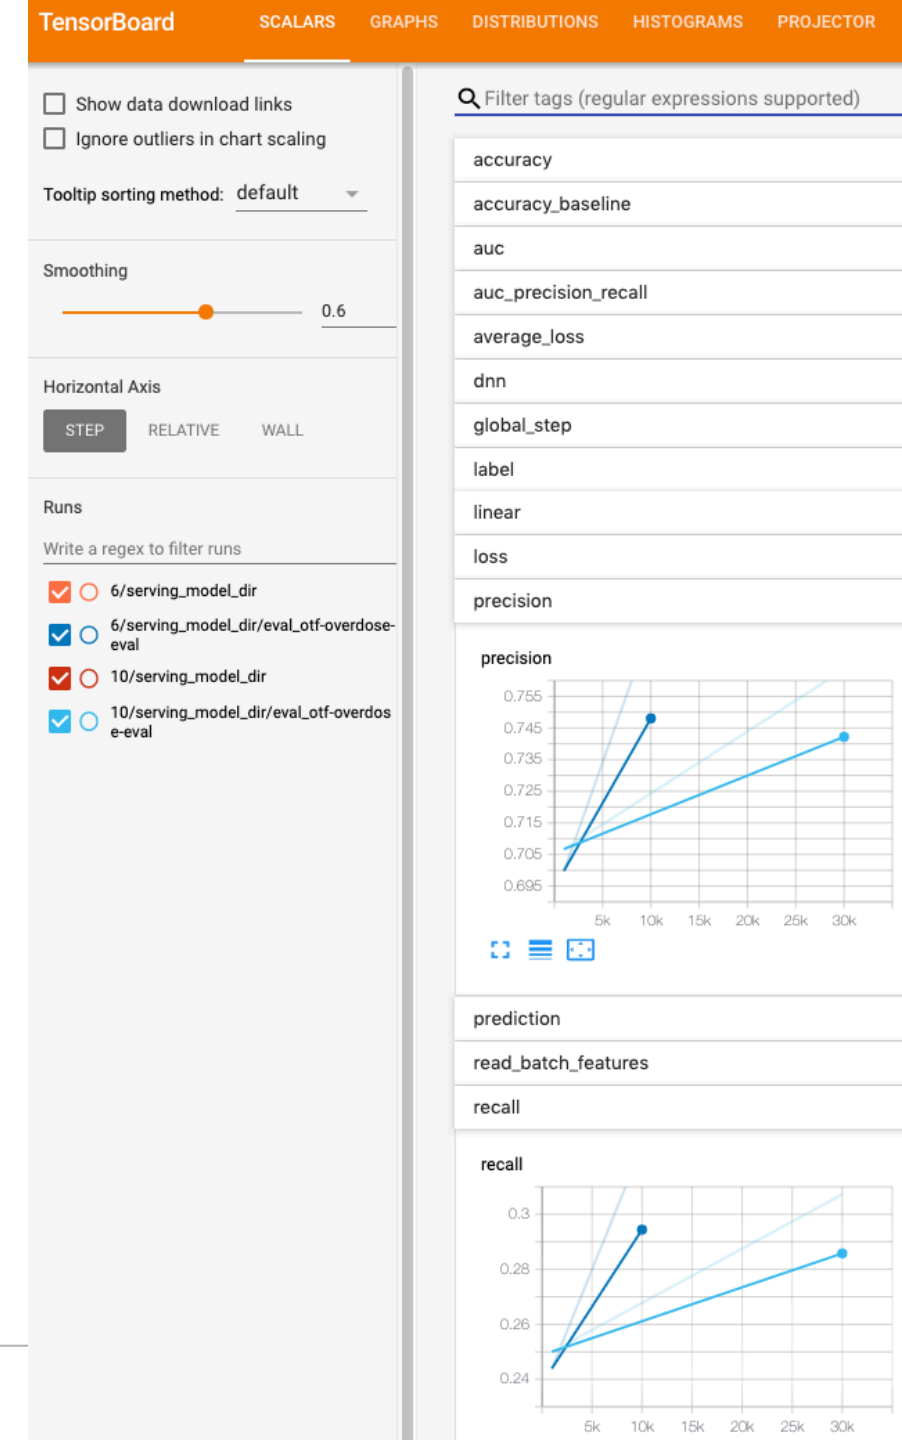 TensorBoard SCALARS GRAPHS DISTRIBUTIONS HISTOGRAMS PROJECTOR
Show data download links
Ignore outliers in chart scaling
Tooltip sorting method: default
Smoothing
0.6
Horizontal Axis
STEP RELATIVE WALL
Runs
Write a regex to filter runs
6/serving_model_dir
6/serving_model_dir/eval_otf-overdose-
eval
10/serving_model_dir
10/serving_model_dir/eval_otf-overdos
e-eval
Filter tags (regular expressions supported)
accuracy
accuracy_baseline
auc
auc_precision_recall
average_loss
dnn
global_step
label
linear
loss
precision
precision
0.755
0.745
0.735
0.725
0.715
0.705
0.695
5k 10k 15k 20k 25k 30k
prediction
read_batch_features
recall
recall
0.3
0.28
0.26
0.24
5k 10k 15k 20k 25k 30k